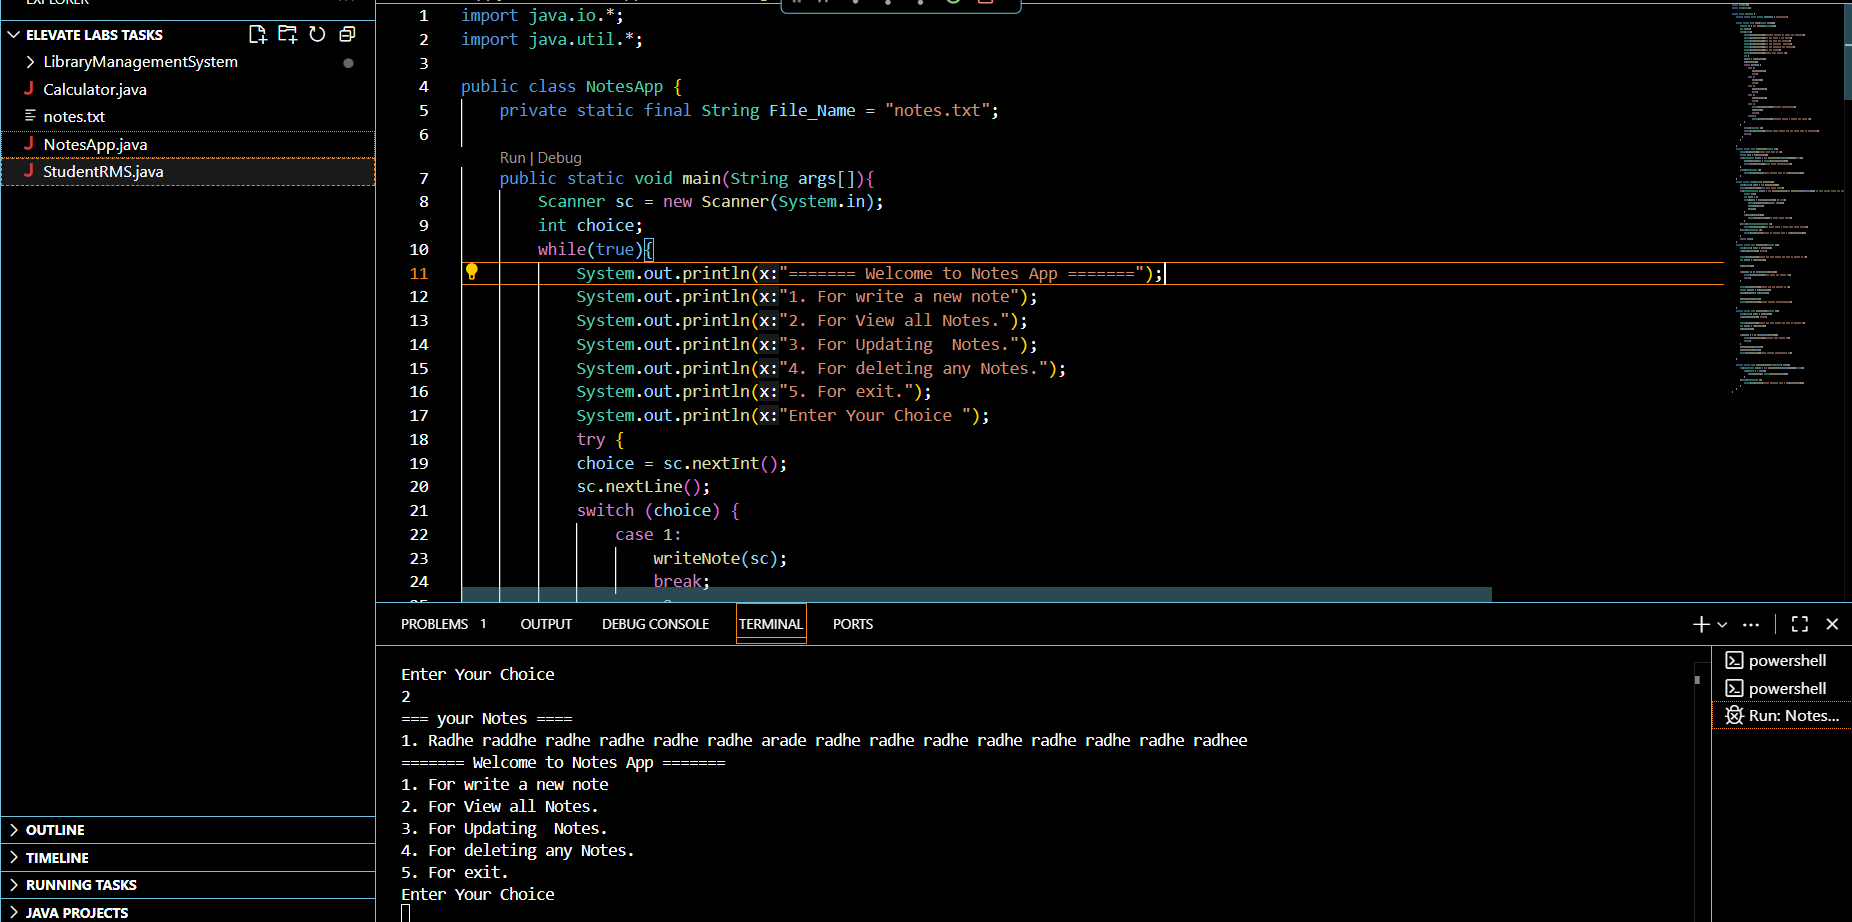 EXPLORER
ELEVATE LABS TASKS
LibraryManagementSystem
J Calculator.java
notes.txt
J NotesApp.java
J StudentRMS.java
OUTLINE
TIMELINE
RUNNING TASKS
JAVA PROJECTS
1 import java.io.*;
2 import java.util.*;
3
4 public class NotesApp {
5 private static final String File_Name = "notes.txt";
6
Run | Debug
7 public static void main(String args[]){
8 Scanner sc = new Scanner(System.in);
9 int choice;
10 while(true){
11 System.out.println(x:"======= Welcome to Notes App =======");
12 System.out.println(x:"1. For write a new note");
13 System.out.println(x:"2. For View all Notes.");
14 System.out.println(x:"3. For Updating  Notes.");
15 System.out.println(x:"4. For deleting any Notes.");
16 System.out.println(x:"5. For exit.");
17 System.out.println(x:"Enter Your Choice ");
18 try {
19 choice = sc.nextInt();
20 sc.nextLine();
21 switch (choice) {
22 case 1:
23 writeNote(sc);
24 break;
PROBLEMS 1 OUTPUT DEBUG CONSOLE TERMINAL PORTS
Enter Your Choice
2
=== your Notes ====
1. Radhe raddhe radhe radhe radhe radhe arade radhe radhe radhe radhe radhe radhe radhe radhee
======= Welcome to Notes App =======
1. For write a new note
2. For View all Notes.
3. For Updating  Notes.
4. For deleting any Notes.
5. For exit.
Enter Your Choice
powershell
powershell
Run: Notes...